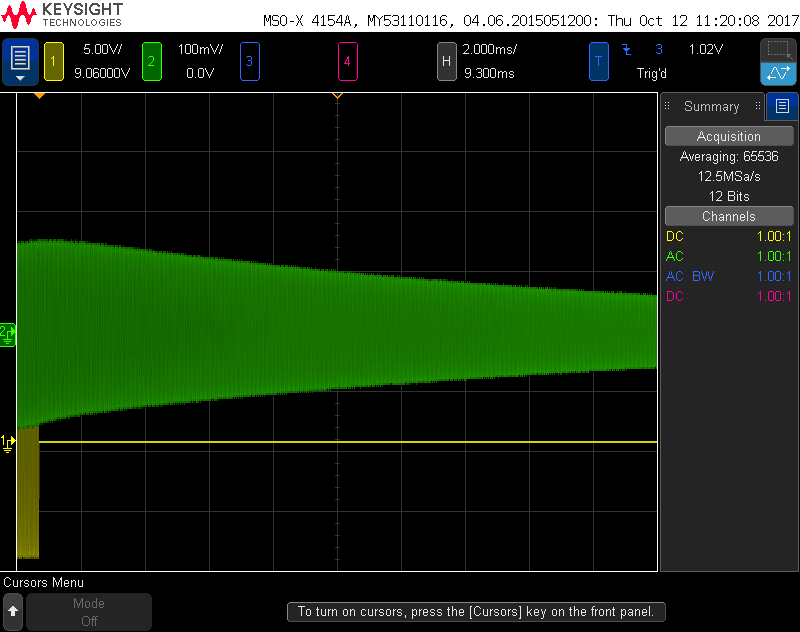 KEYSIGHT
TECHNOLOGIES
MSO-X 4154A, MY53110116, 04.06.2015051200: Thu Oct 12 11:20:08 2017
1 5.00V/ 2 100mV/ 3 4 H 2.000ms/ T 3 1.02V
9.06000V 0.0V 9.300ms Trig'd
Summary
Acquisition
Averaging: 65536
12.5MSa/s
12 Bits
Channels
DC 1.00:1
AC 1.00:1
AC BW 1.00:1
DC 1.00:1
2
1
Cursors Menu
Mode
Off
To turn on cursors, press the [Cursors] key on the front panel.